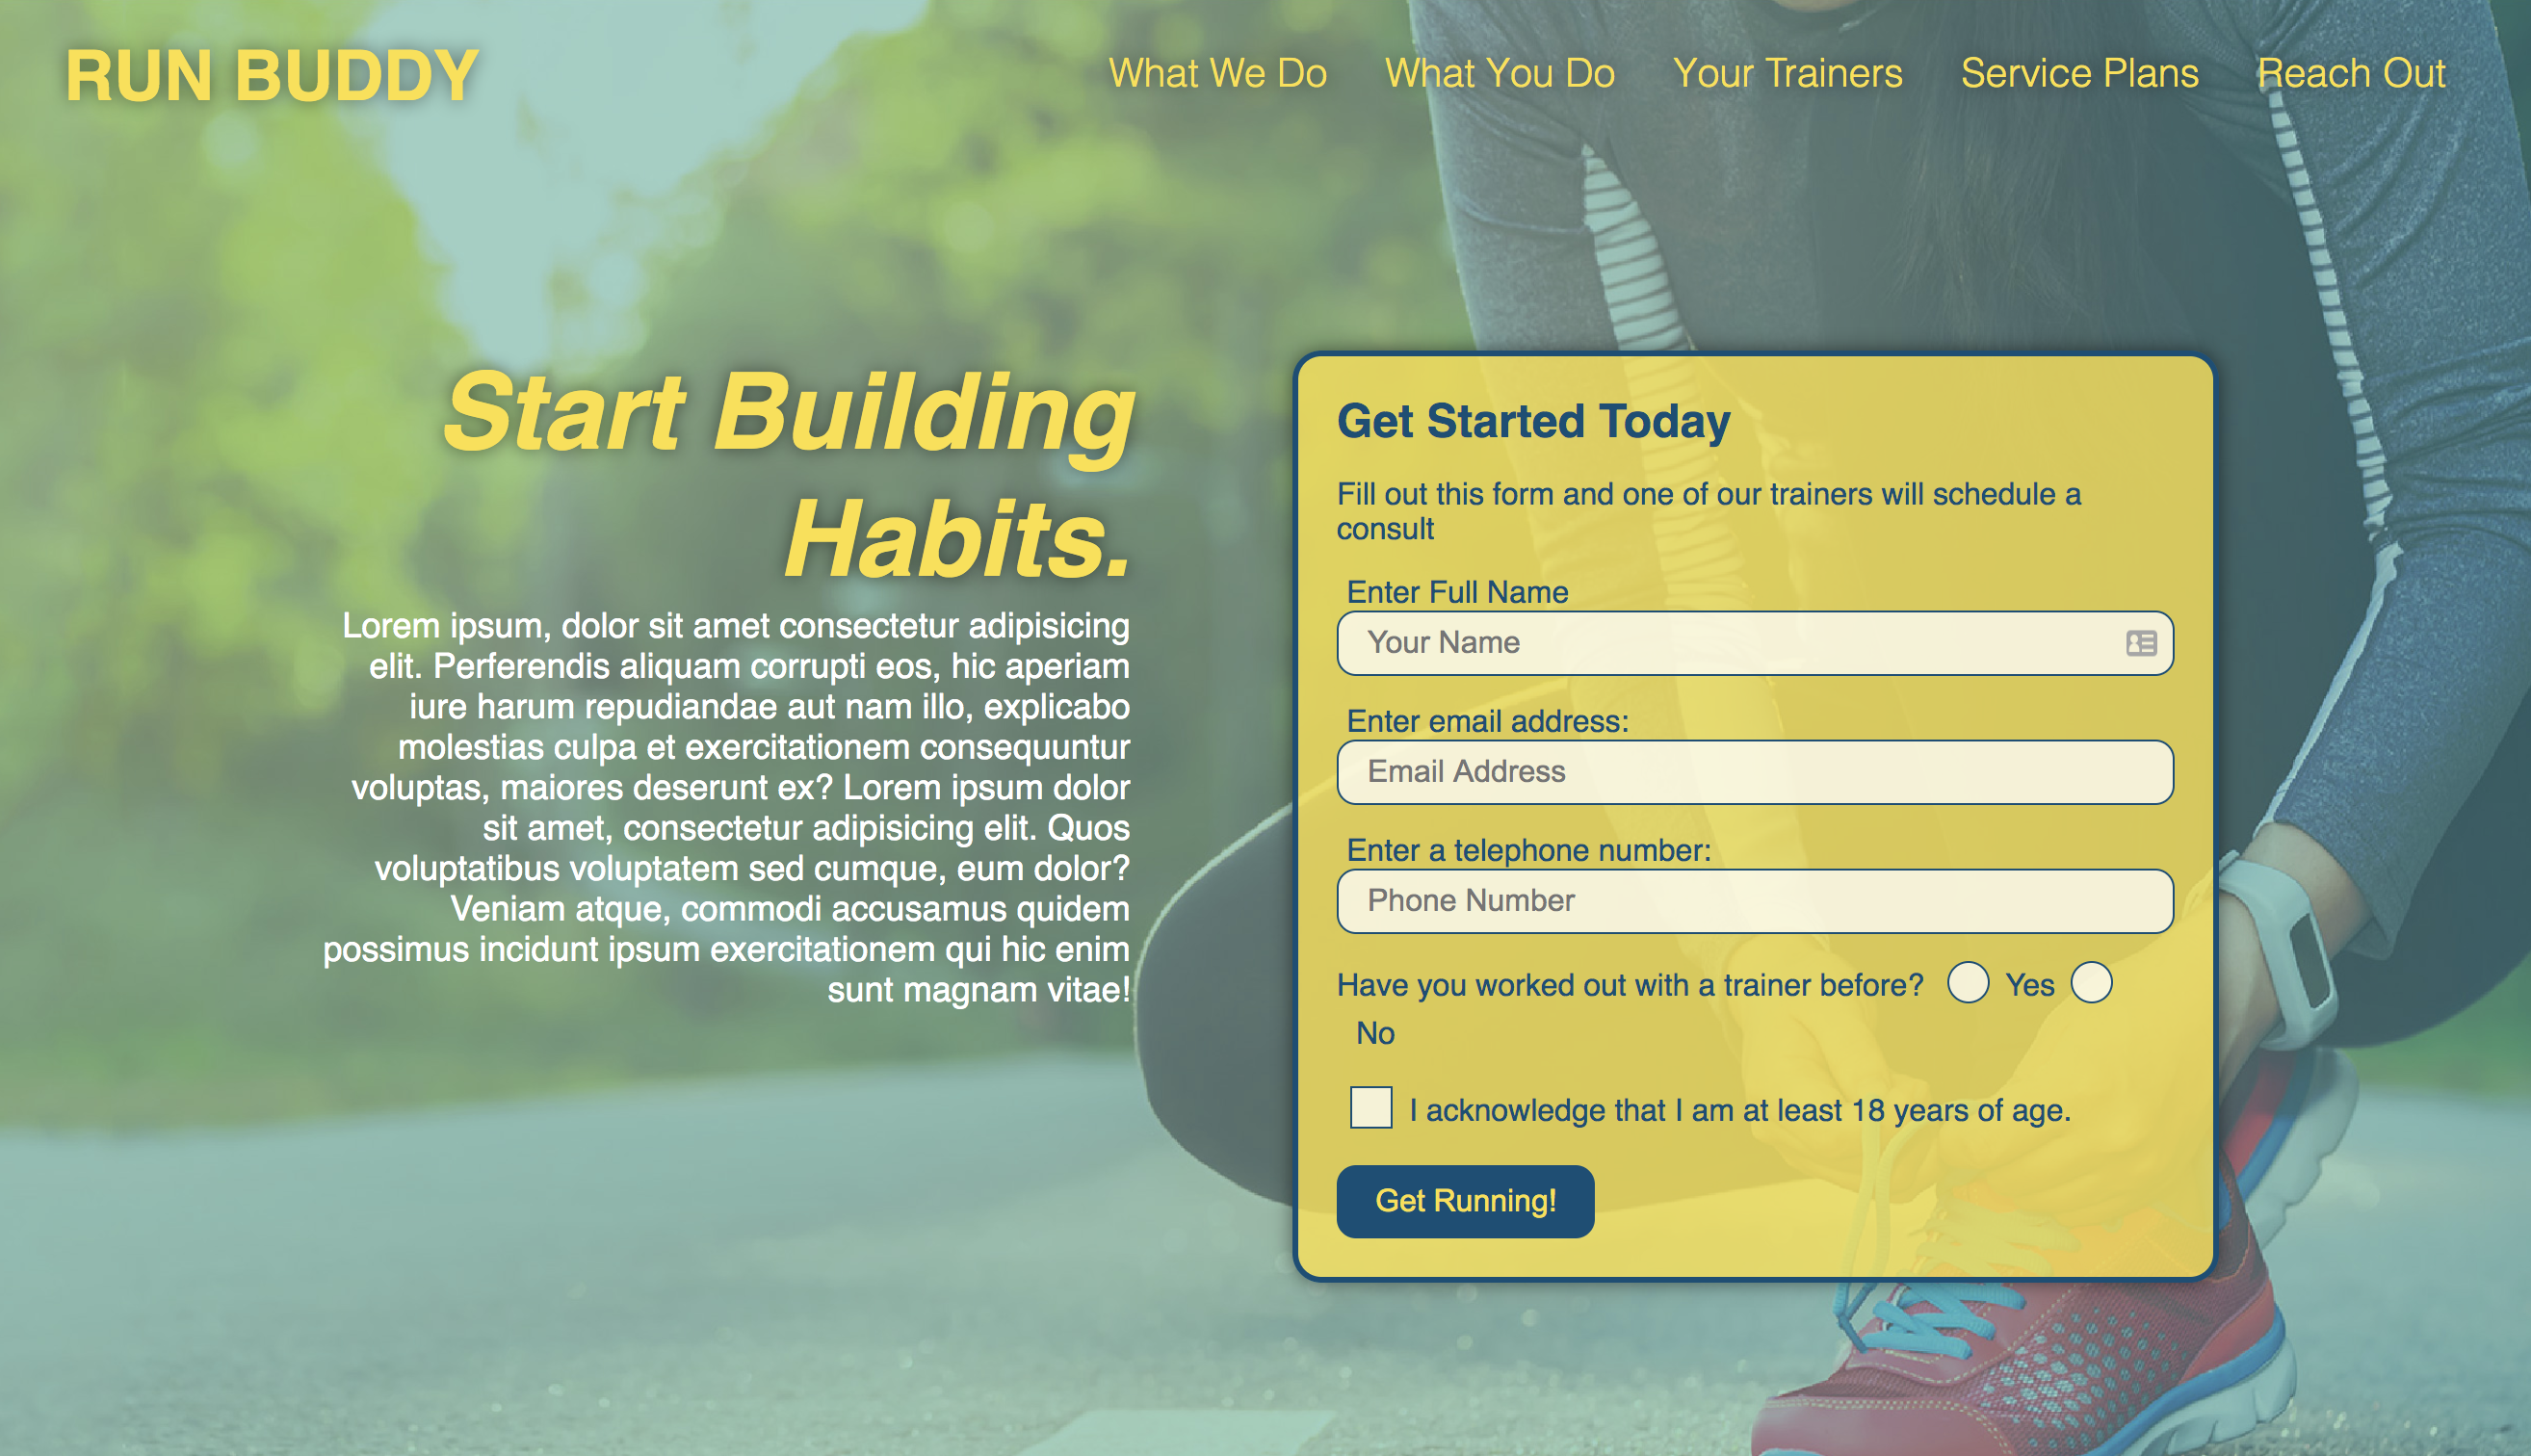 RUN BUDDY
What We Do
What You Do
Your Trainers
Service Plans
Reach Out
Start Building
Habits.
Lorem ipsum, dolor sit amet consectetur adipisicing
elit. Perferendis aliquam corrupti eos, hic aperiam
iure harum repudiandae aut nam illo, explicabo
molestias culpa et exercitationem consequuntur
voluptas, maiores deserunt ex? Lorem ipsum dolor
sit amet, consectetur adipisicing elit. Quos
voluptatibus voluptatem sed cumque, eum dolor?
Veniam atque, commodi accusamus quidem
possimus incidunt ipsum exercitationem qui hic enim
sunt magnam vitae!
Get Started Today
Fill out this form and one of our trainers will schedule a
consult
Enter Full Name
Your Name
Enter email address:
Email Address
Enter a telephone number:
Phone Number
Have you worked out with a trainer before? Yes
No
I acknowledge that I am at least 18 years of age.
Get Running!